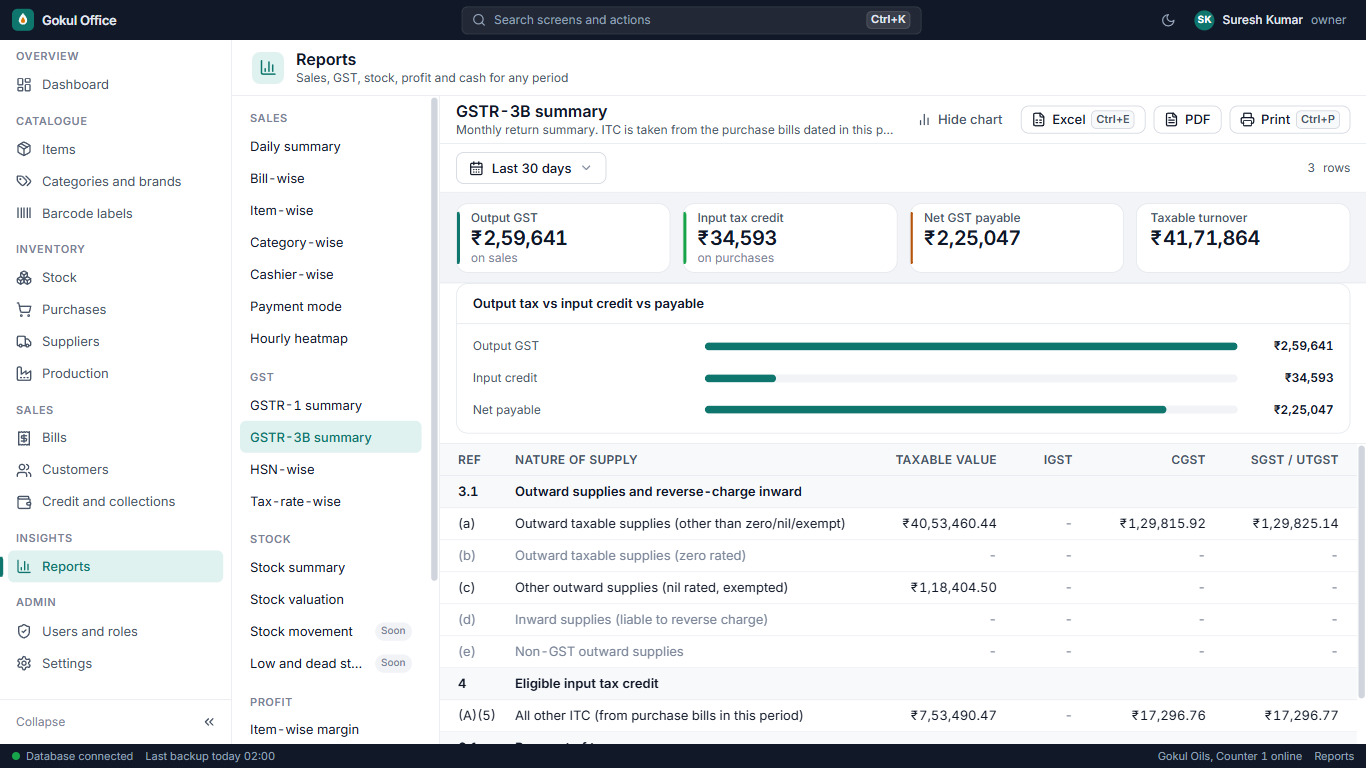 Gokul Office
Search screens and actions Ctrl+K
SK Suresh Kumar owner
OVERVIEW
Dashboard
CATALOGUE
Items
Categories and brands
Barcode labels
INVENTORY
Stock
Purchases
Suppliers
Production
SALES
Bills
Customers
Credit and collections
INSIGHTS
Reports
ADMIN
Users and roles
Settings
Collapse
Reports
Sales, GST, stock, profit and cash for any period
SALES
Daily summary
Bill-wise
Item-wise
Category-wise
Cashier-wise
Payment mode
Hourly heatmap
GST
GSTR-1 summary
GSTR-3B summary
HSN-wise
Tax-rate-wise
STOCK
Stock summary
Stock valuation
Stock movement Soon
Low and dead st... Soon
PROFIT
Item-wise margin
GSTR-3B summary
Monthly return summary. ITC is taken from the purchase bills dated in this p...
Hide chart
Excel Ctrl+E
PDF
Print Ctrl+P
Last 30 days
3 rows
Output GST
₹2,59,641
on sales
Input tax credit
₹34,593
on purchases
Net GST payable
₹2,25,047
Taxable turnover
₹41,71,864
Output tax vs input credit vs payable
Output GST ₹2,59,641
Input credit ₹34,593
Net payable ₹2,25,047
REF NATURE OF SUPPLY TAXABLE VALUE IGST CGST SGST / UTGST
3.1 Outward supplies and reverse-charge inward
(a) Outward taxable supplies (other than zero/nil/exempt) ₹40,53,460.44 - ₹1,29,815.92 ₹1,29,825.14
(b) Outward taxable supplies (zero rated) - - - -
(c) Other outward supplies (nil rated, exempted) ₹1,18,404.50 - - -
(d) Inward supplies (liable to reverse charge) - - - -
(e) Non-GST outward supplies - - - -
4 Eligible input tax credit
(A)(5) All other ITC (from purchase bills in this period) ₹7,53,490.47 - ₹17,296.76 ₹17,296.77
Database connected Last backup today 02:00
Gokul Oils, Counter 1 online Reports